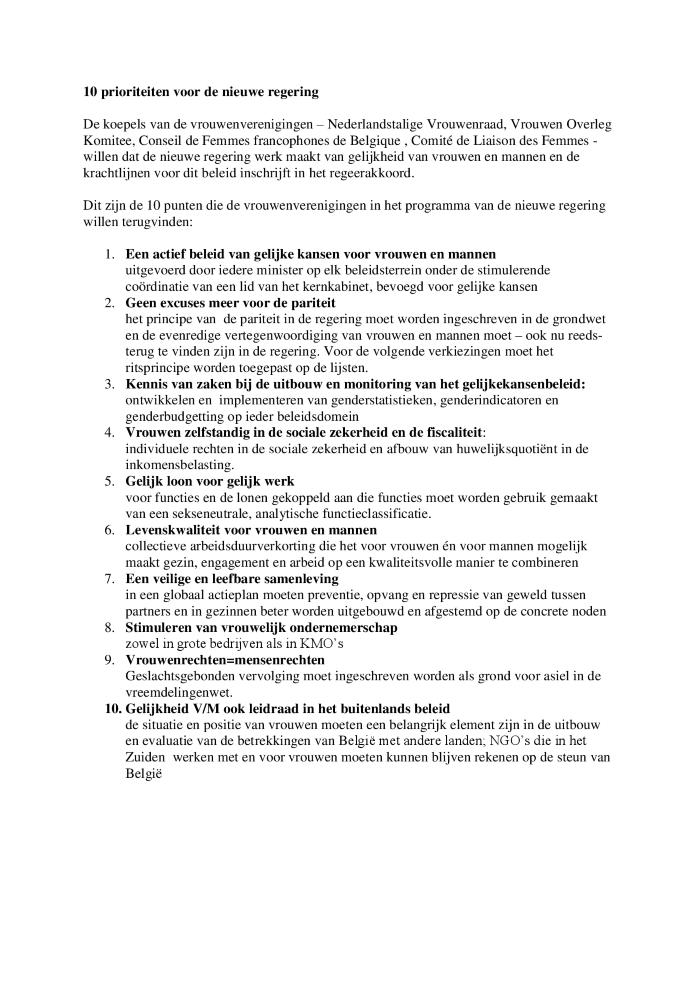 10 prioriteiten voor de nieuwe regering
De koepels van de vrouwenverenigingen – Nederlandstalige Vrouwenraad, Vrouwen Overleg
Komitee, Conseil de Femmes francophones de Belgique , Comité de Liaison des Femmes -
willen dat de nieuwe regering werk maakt van gelijkheid van vrouwen en mannen en de
krachtlijnen voor dit beleid inschrijft in het regeerakkoord.
Dit zijn de 10 punten die de vrouwenverenigingen in het programma van de nieuwe regering
willen terugvinden:
1. Een actief beleid van gelijke kansen voor vrouwen en mannen
uitgevoerd door iedere minister op elk beleidsterrein onder de stimulerende
coördinatie van een lid van het kernkabinet, bevoegd voor gelijke kansen
2. Geen excuses meer voor de pariteit
het principe van  de pariteit in de regering moet worden ingeschreven in de grondwet
en de evenredige vertegenwoordiging van vrouwen en mannen moet – ook nu reeds-
terug te vinden zijn in de regering. Voor de volgende verkiezingen moet het
ritsprincipe worden toegepast op de lijsten.
3. Kennis van zaken bij de uitbouw en monitoring van het gelijkekansenbeleid:
ontwikkelen en  implementeren van genderstatistieken, genderindicatoren en
genderbudgetting op ieder beleidsdomein
4. Vrouwen zelfstandig in de sociale zekerheid en de fiscaliteit:
individuele rechten in de sociale zekerheid en afbouw van huwelijksquotiënt in de
inkomensbelasting.
5. Gelijk loon voor gelijk werk
voor functies en de lonen gekoppeld aan die functies moet worden gebruik gemaakt
van een sekseneutrale, analytische functieclassificatie.
6. Levenskwaliteit voor vrouwen en mannen
collectieve arbeidsduurverkorting die het voor vrouwen én voor mannen mogelijk
maakt gezin, engagement en arbeid op een kwaliteitsvolle manier te combineren
7. Een veilige en leefbare samenleving
in een globaal actieplan moeten preventie, opvang en repressie van geweld tussen
partners en in gezinnen beter worden uitgebouwd en afgestemd op de concrete noden
8. Stimuleren van vrouwelijk ondernemerschap
zowel in grote bedrijven als in KMO's
9. Vrouwenrechten=mensenrechten
Geslachtsgebonden vervolging moet ingeschreven worden als grond voor asiel in de
vreemdelingenwet.
10. Gelijkheid V/M ook leidraad in het buitenlands beleid
de situatie en positie van vrouwen moeten een belangrijk element zijn in de uitbouw
en evaluatie van de betrekkingen van België met andere landen; NGO's die in het
Zuiden  werken met en voor vrouwen moeten kunnen blijven rekenen op de steun van
België